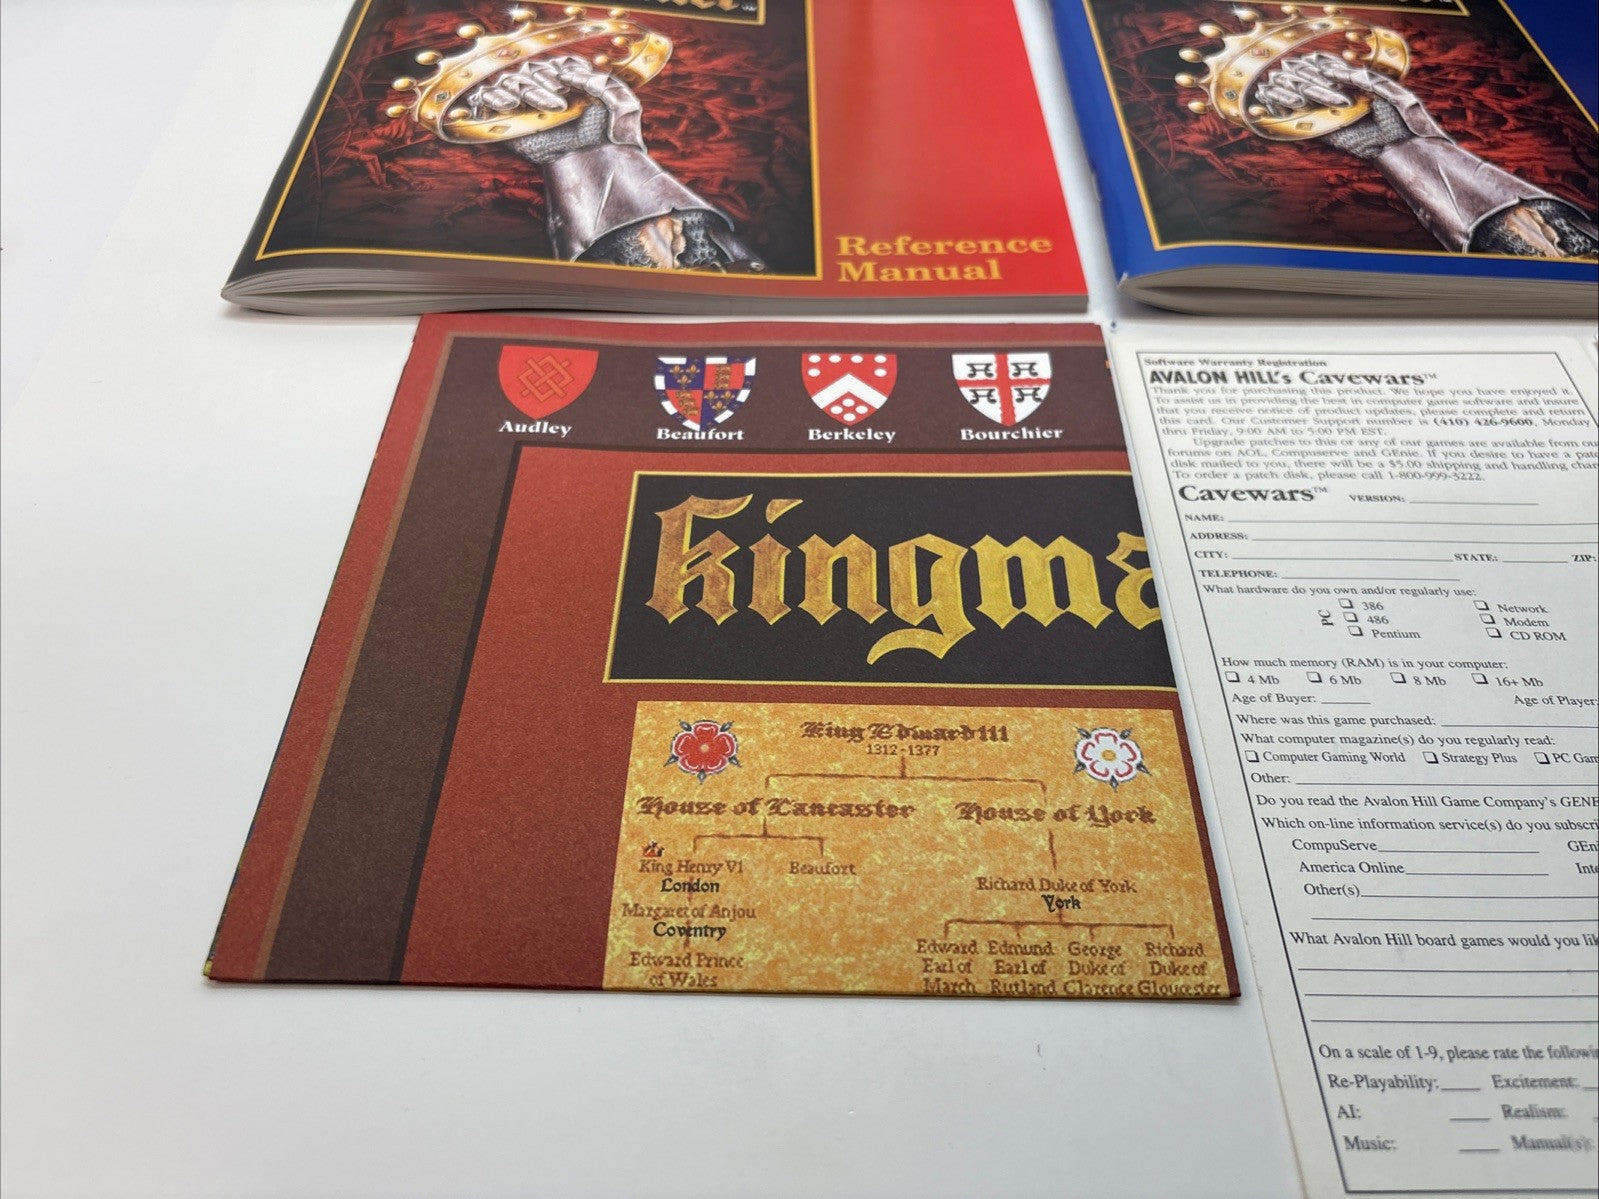 Reference
Manual
Audley
Beaufort
Berkeley
Bourchier
Kingma
King Edward III
1312-1377
House of Lancaster
House of York
King Henry VI
London
Beaufort
Margaret of Anjou
Coventry
Edward Prince
of Wales
Richard Duke of York
York
Edward Edmund George Richard
Earl of Earl of Duke of Duke of
March Rutland Clarence Gloucester
Software Warranty Registration
AVALON HILL's Cavewars™
Thank you for purchasing this product. We hope you have enjoyed it.
To assist us in providing the best in computer game software and insure
that you receive notice of product updates, please complete and return
this card. Our Customer Support number is (410) 426-9600, Monday
thru Friday, 9:00 AM to 5:00 PM EST.
Upgrade patches to this or any of our games are available from
forums on AOL, Compuserve and GEnie. If you desire to have a
disk mailed to you, there will be a $5.00 shipping and handling
To order a patch disk, please call 1-800-999-3222.
Cavewars™ VERSION:
NAME:
ADDRESS:
CITY: STATE: ZIP:
TELEPHONE:
What hardware do you own and/or regularly use:
PC
386 Network
486 Modem
Pentium CD ROM
How much memory (RAM) is in your computer:
4 Mb 6 Mb 8 Mb 16+ Mb
Age of Buyer: Age of Player:
Where was this game purchased:
What computer magazine(s) do you regularly read:
Computer Gaming World Strategy Plus PC Gam
Other:
Do you read the Avalon Hill Game Company's GENE
Which on-line information service(s) do you subscri
CompuServe GEni
America Online Inte
Other(s)
What Avalon Hill board games would you lik
On a scale of 1-9, please rate the followi
Re-Playability: Excitement:
AI: Realism:
Music: Manual(s):